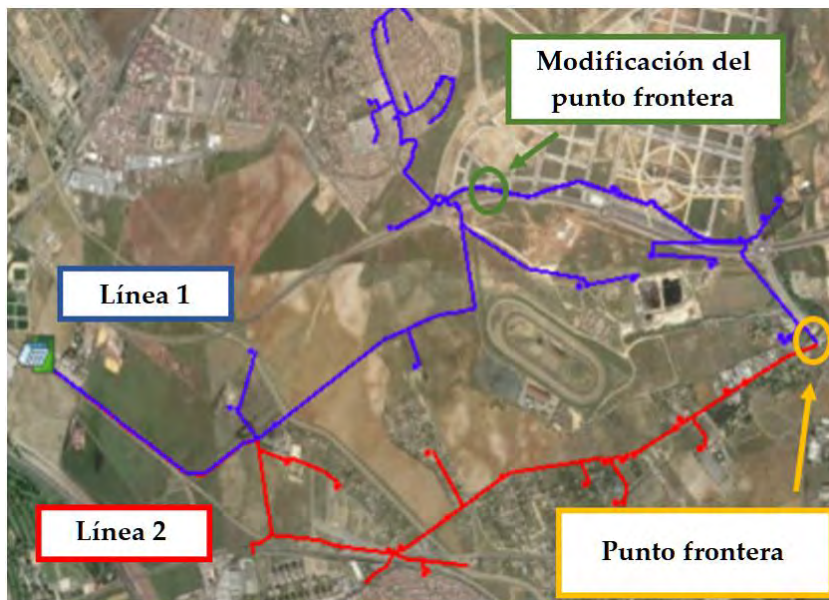 Modificación del
punto frontera
Línea 1
Línea 2
Punto frontera